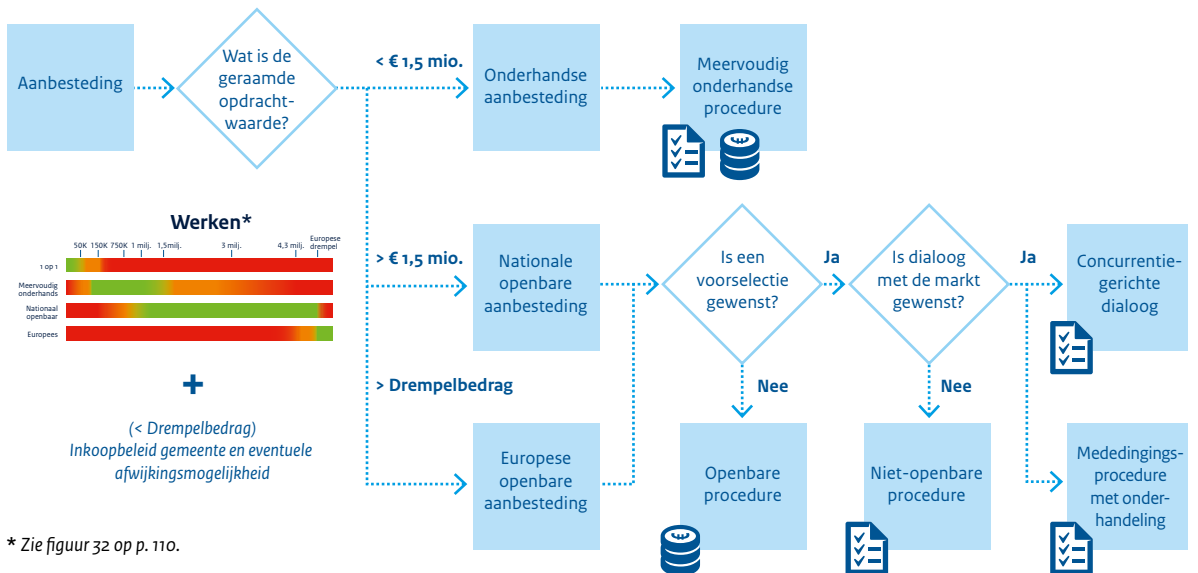 Aanbesteding
Wat is de
geraamde
opdracht-
waarde?
< € 1,5 mio.
Onderhandse
aanbesteding
Meervoudig
onderhandse
procedure
Werken*
50K 150K 750K 1 milj. 1,5milj. 3 milj. 4,3 milj. Europese
drempel
1 op 1
Meervoudig
onderhands
Nationaal
openbaar
Europees
+
(< Drempelbedrag)
Inkoopbeleid gemeente en eventuele
afwijkingsmogelijkheid
> € 1,5 mio.
Nationale
openbare
aanbesteding
Is een
voorselectie
gewenst?
Ja
Is dialoog
met de markt
gewenst?
Ja
Concurrentie-
gerichte
dialoog
> Drempelbedrag
Europese
openbare
aanbesteding
Nee
Openbare
procedure
Nee
Niet-openbare
procedure
Mededingings-
procedure
met onder-
handeling
* Zie figuur 32 op p. 110.